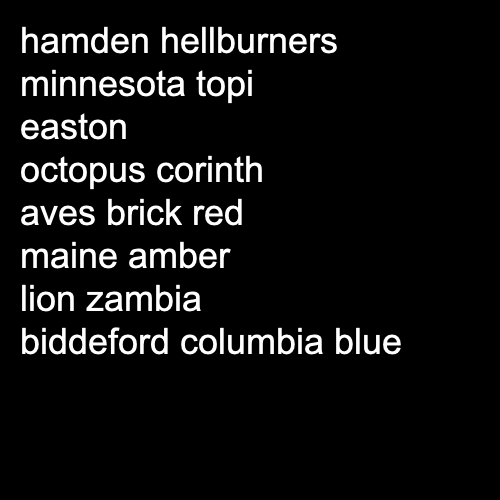 hamden hellburners
minnesota topi
easton
octopus corinth
aves brick red
maine amber
lion zambia
biddeford columbia blue